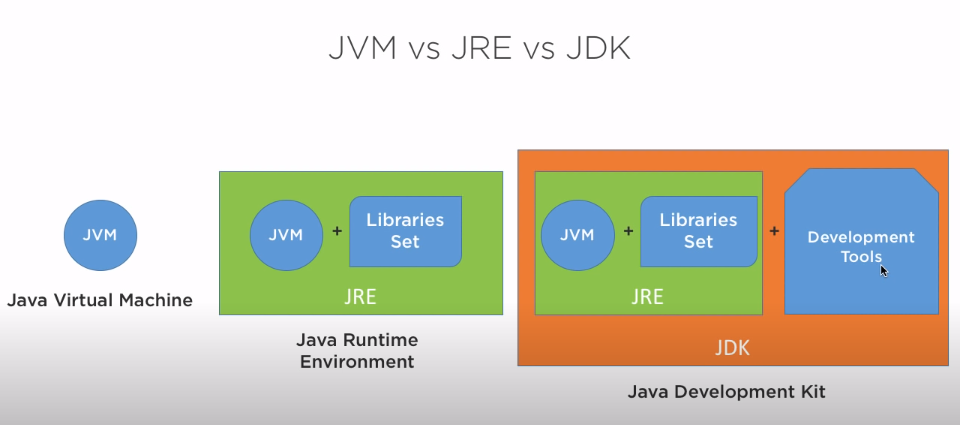 JVM vs JRE vs JDK
JVM
Java Virtual Machine
JVM
+
Libraries
Set
JRE
Java Runtime
Environment
JVM
+
Libraries
Set
JRE
+
Development
Tools
JDK
Java Development Kit